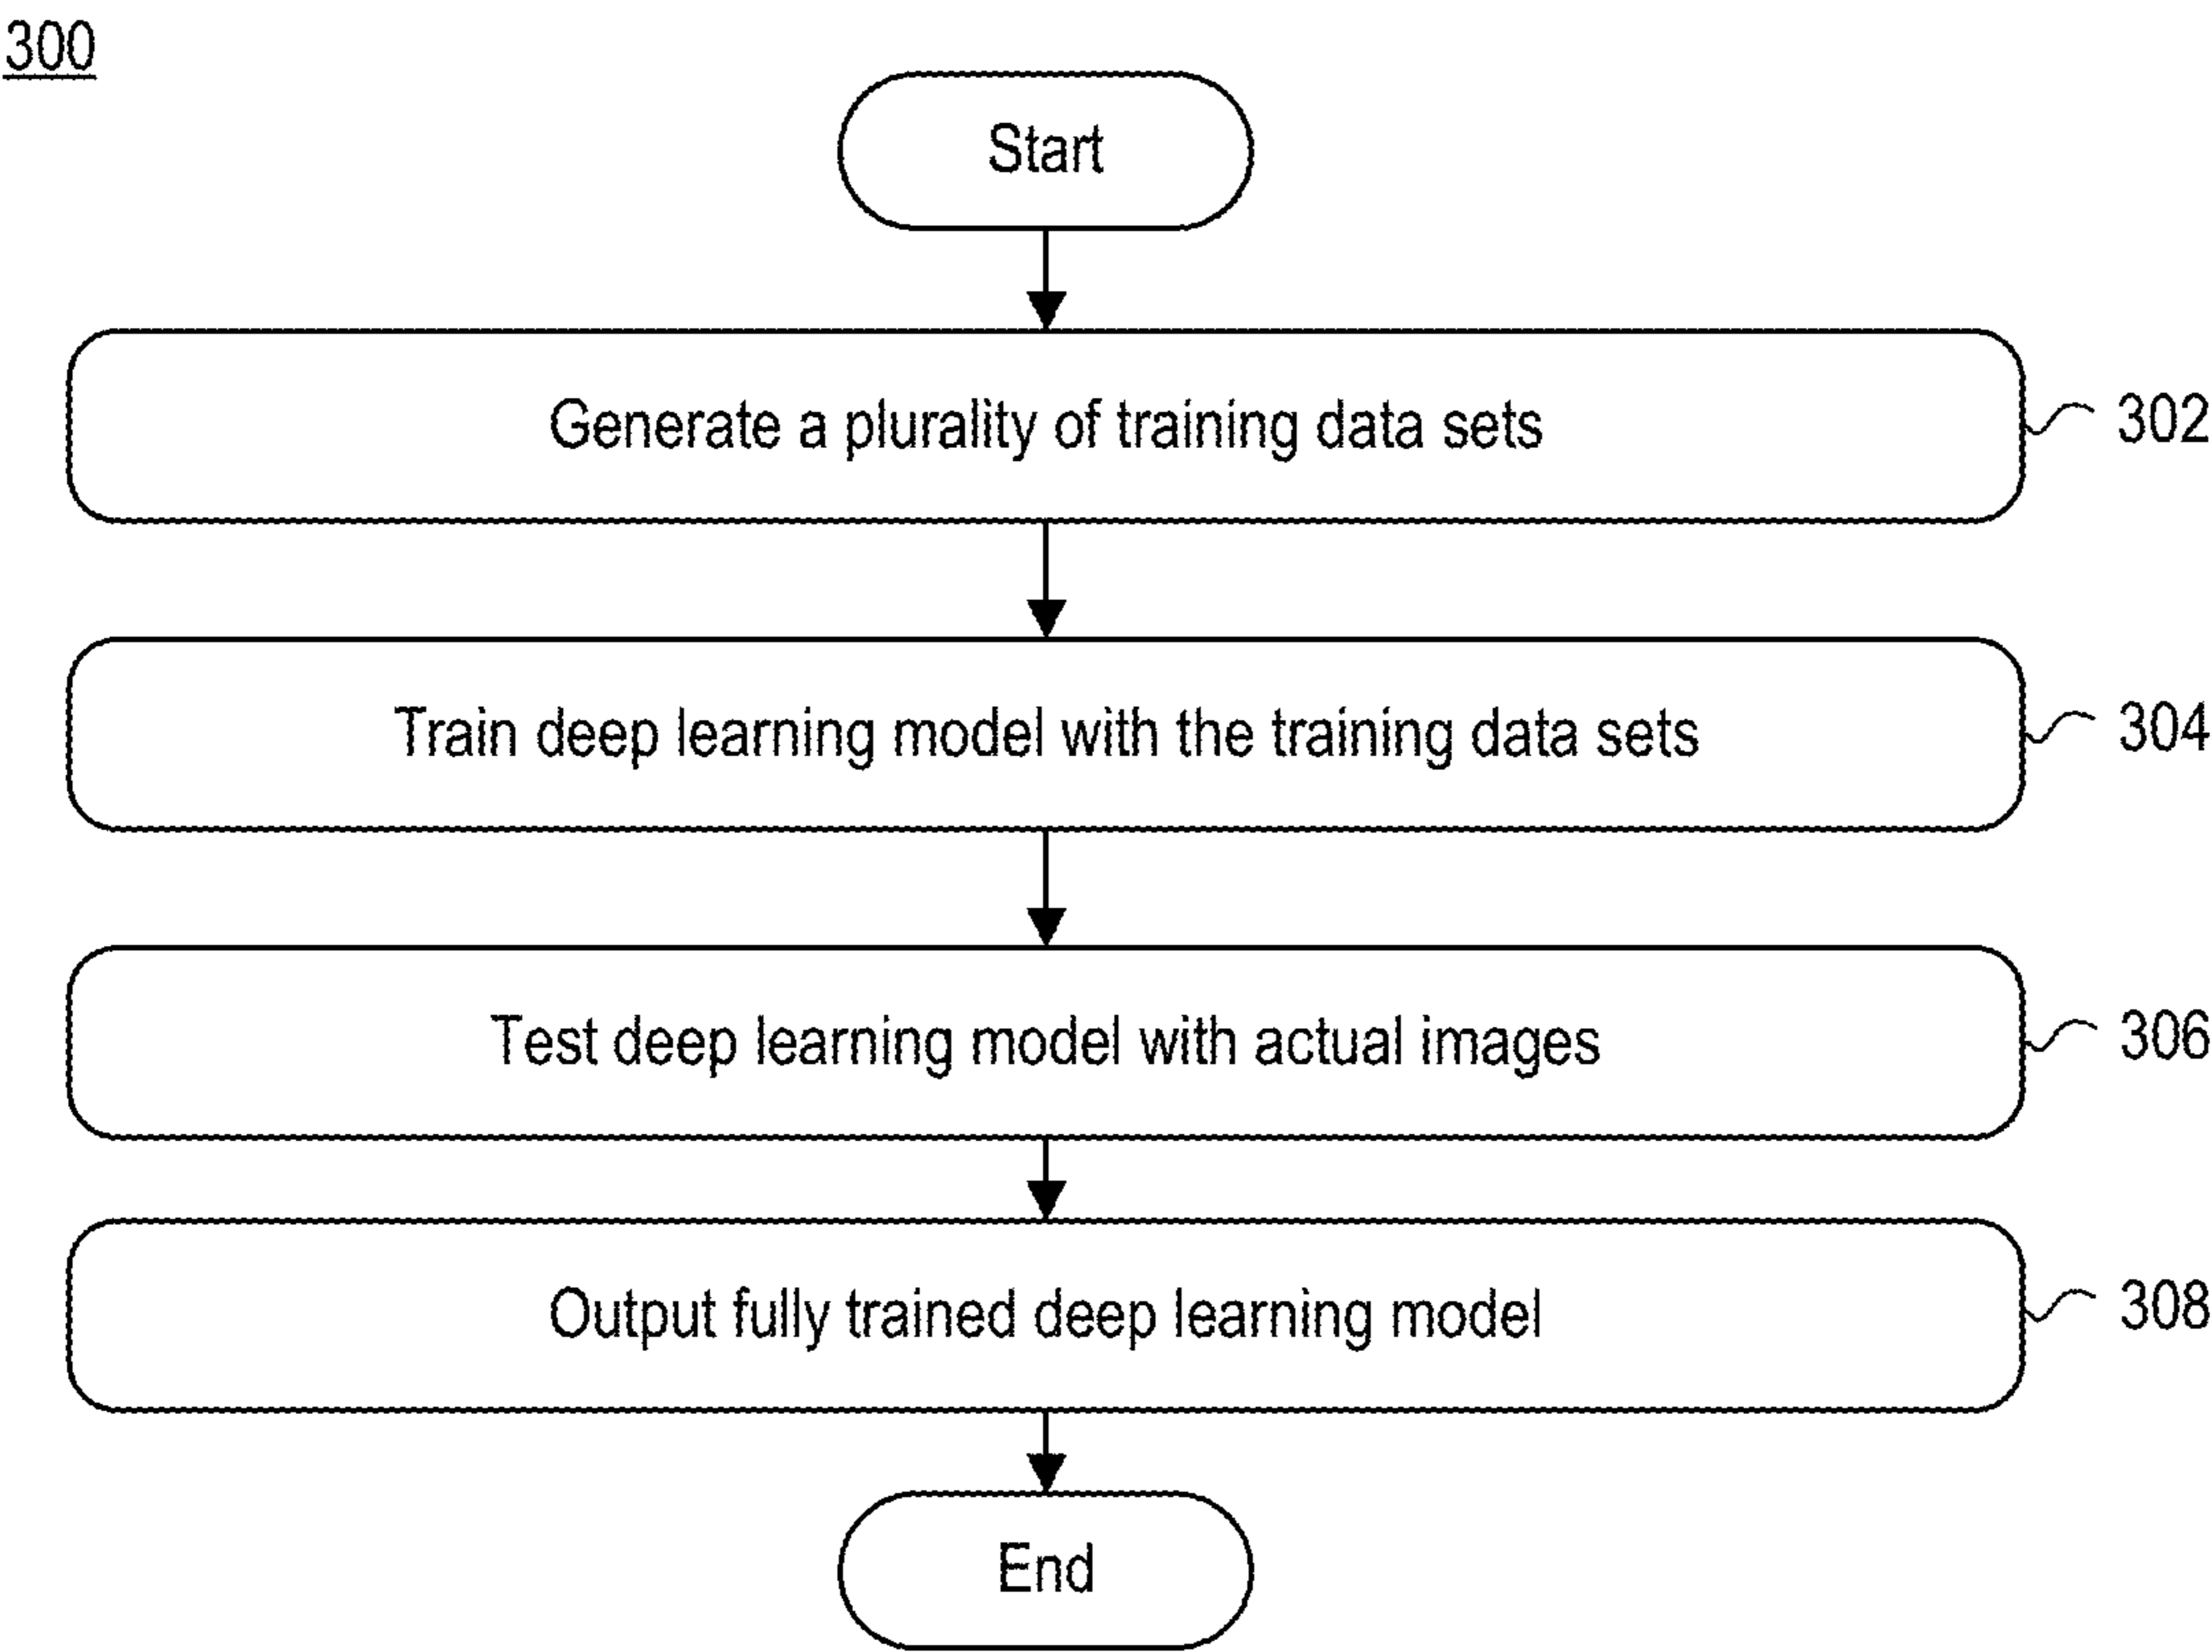 300
Start
Generate a plurality of training data sets
302
Train deep learning model with the training data sets
304
Test deep learning model with actual images
306
Output fully trained deep learning model
308
End